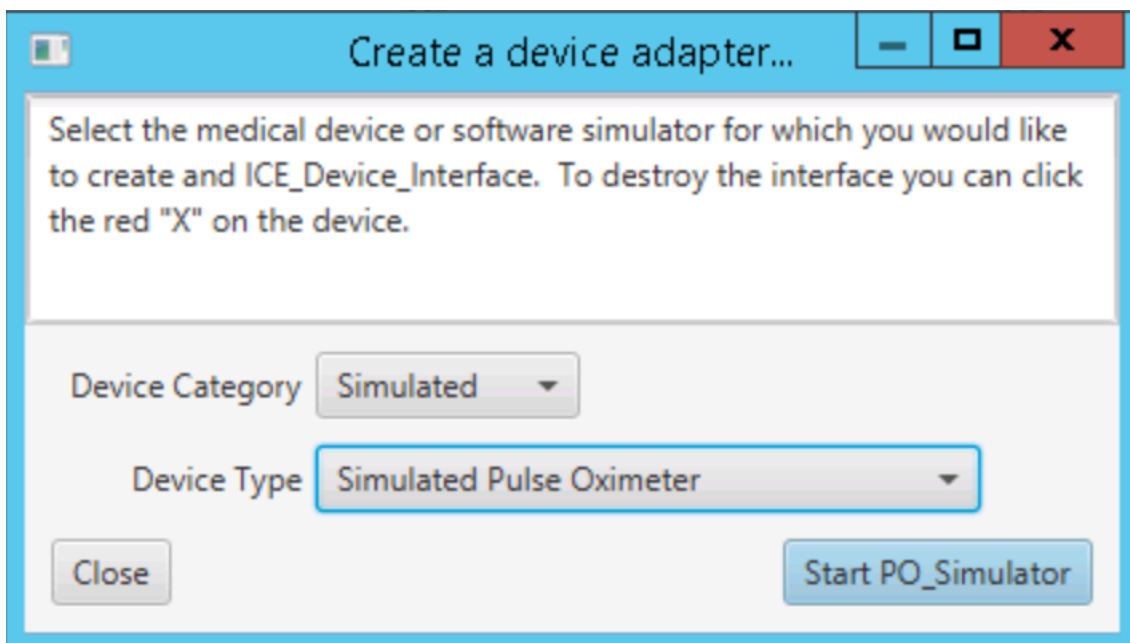 Create a device adapter...
Select the medical device or software simulator for which you would like
to create and ICE_Device_Interface.  To destroy the interface you can click
the red "X" on the device.
Device Category Simulated
Device Type Simulated Pulse Oximeter
Close Start PO_Simulator